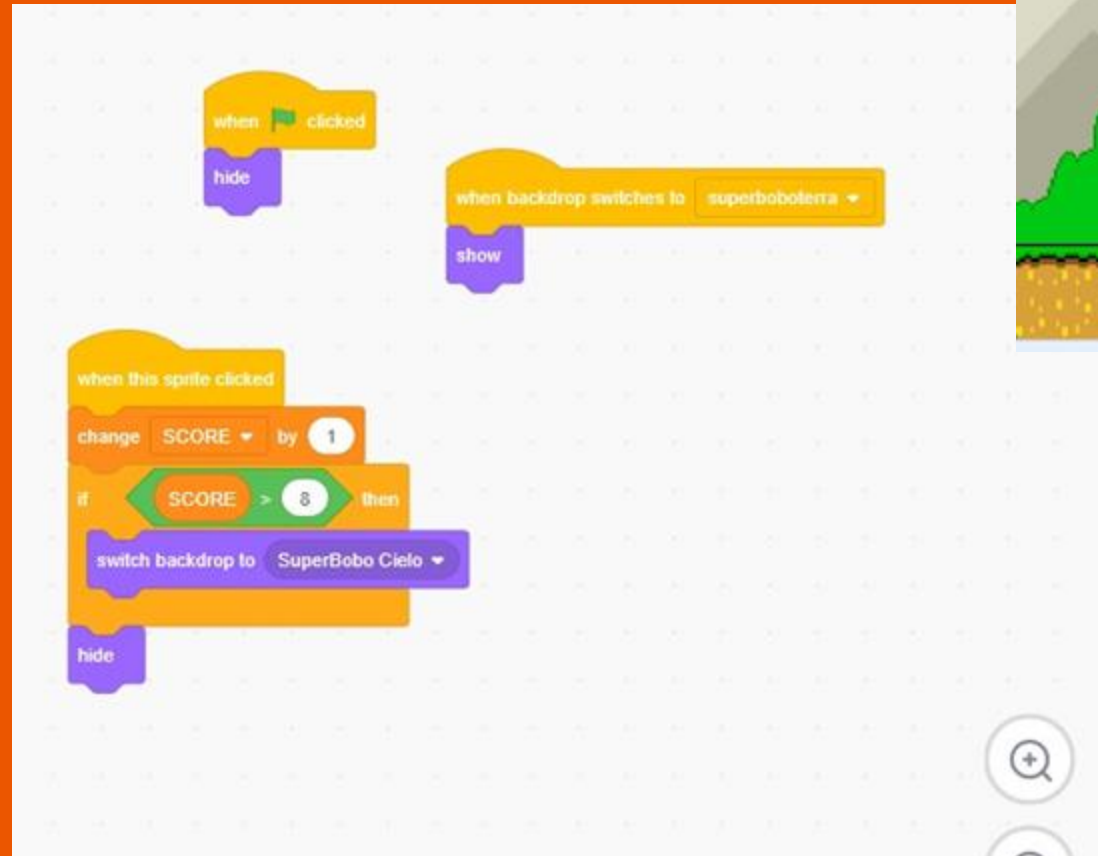 when clicked
hide
when backdrop switches to superboboterra
show
when this sprite clicked
change SCORE by 1
if SCORE > 8 then
switch backdrop to SuperBobo Cielo
hide